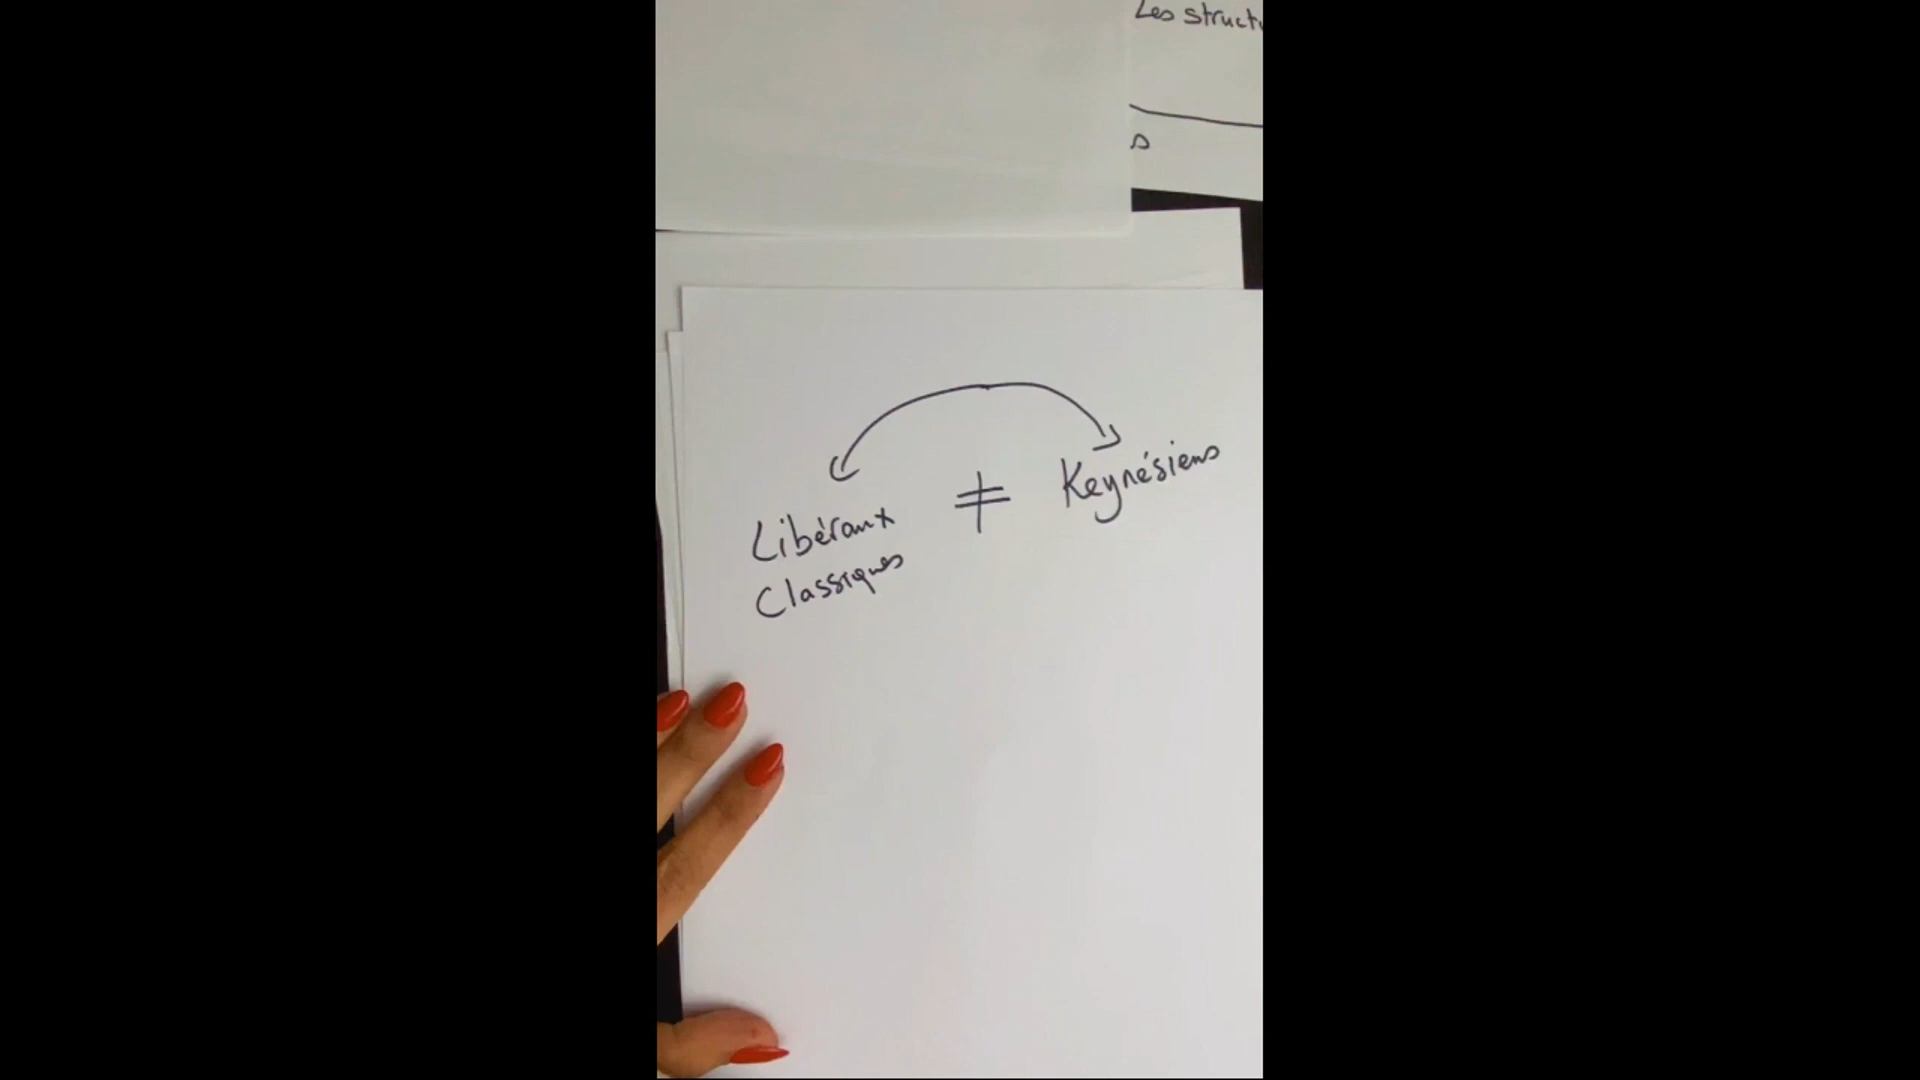 Les struct
≠ Keynésiens
Libéraux
Classiques